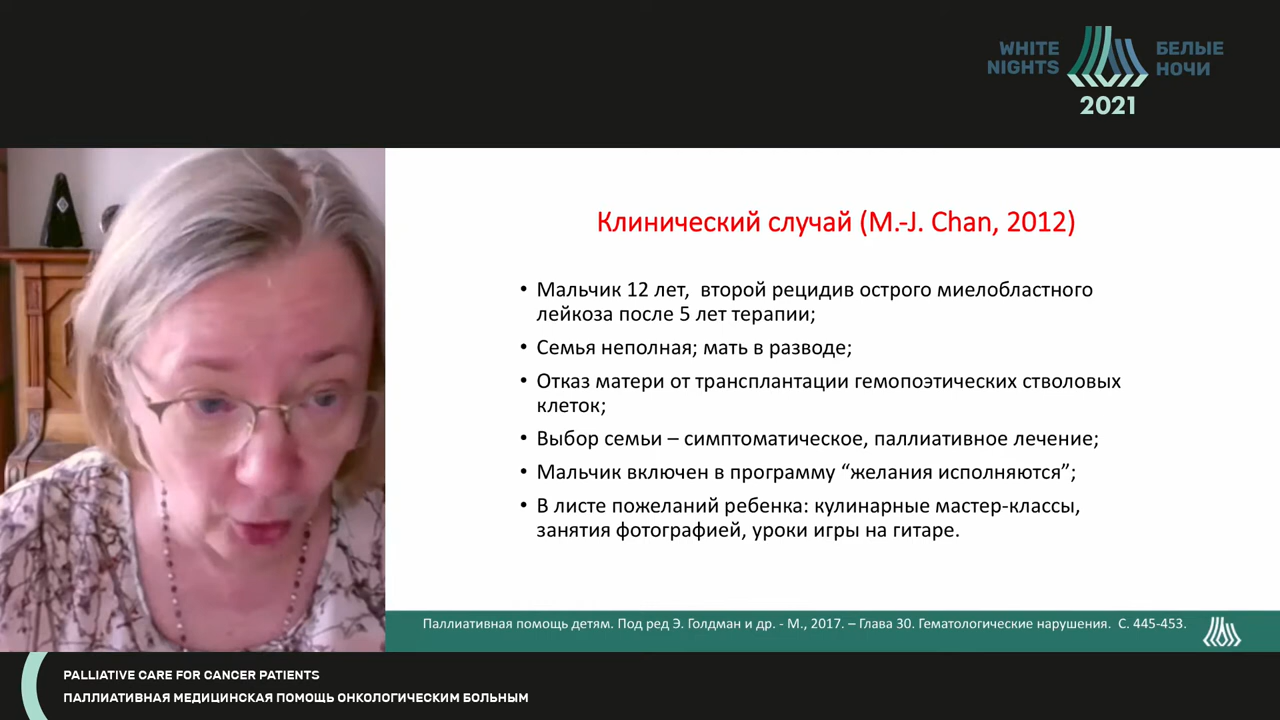 WHITE
NIGHTS
БЕЛЫЕ
НОЧИ
2021
Клинический случай (M.-J. Chan, 2012)
• Мальчик 12 лет, второй рецидив острого миелобластного
лейкоза после 5 лет терапии;
• Семья неполная; мать в разводе;
• Отказ матери от трансплантации гемопоэтических стволовых
клеток;
• Выбор семьи – симптоматическое, паллиативное лечение;
• Мальчик включен в программу “желания исполняются”;
• В листе пожеланий ребенка: кулинарные мастер-классы,
занятия фотографией, уроки игры на гитаре.
Паллиативная помощь детям. Под ред Э. Голдман и др. - М., 2017. – Глава 30. Гематологические нарушения. С. 445-453.
PALLIATIVE CARE FOR CANCER PATIENTS
ПАЛЛИАТИВНАЯ МЕДИЦИНСКАЯ ПОМОЩЬ ОНКОЛОГИЧЕСКИМ БОЛЬНЫМ